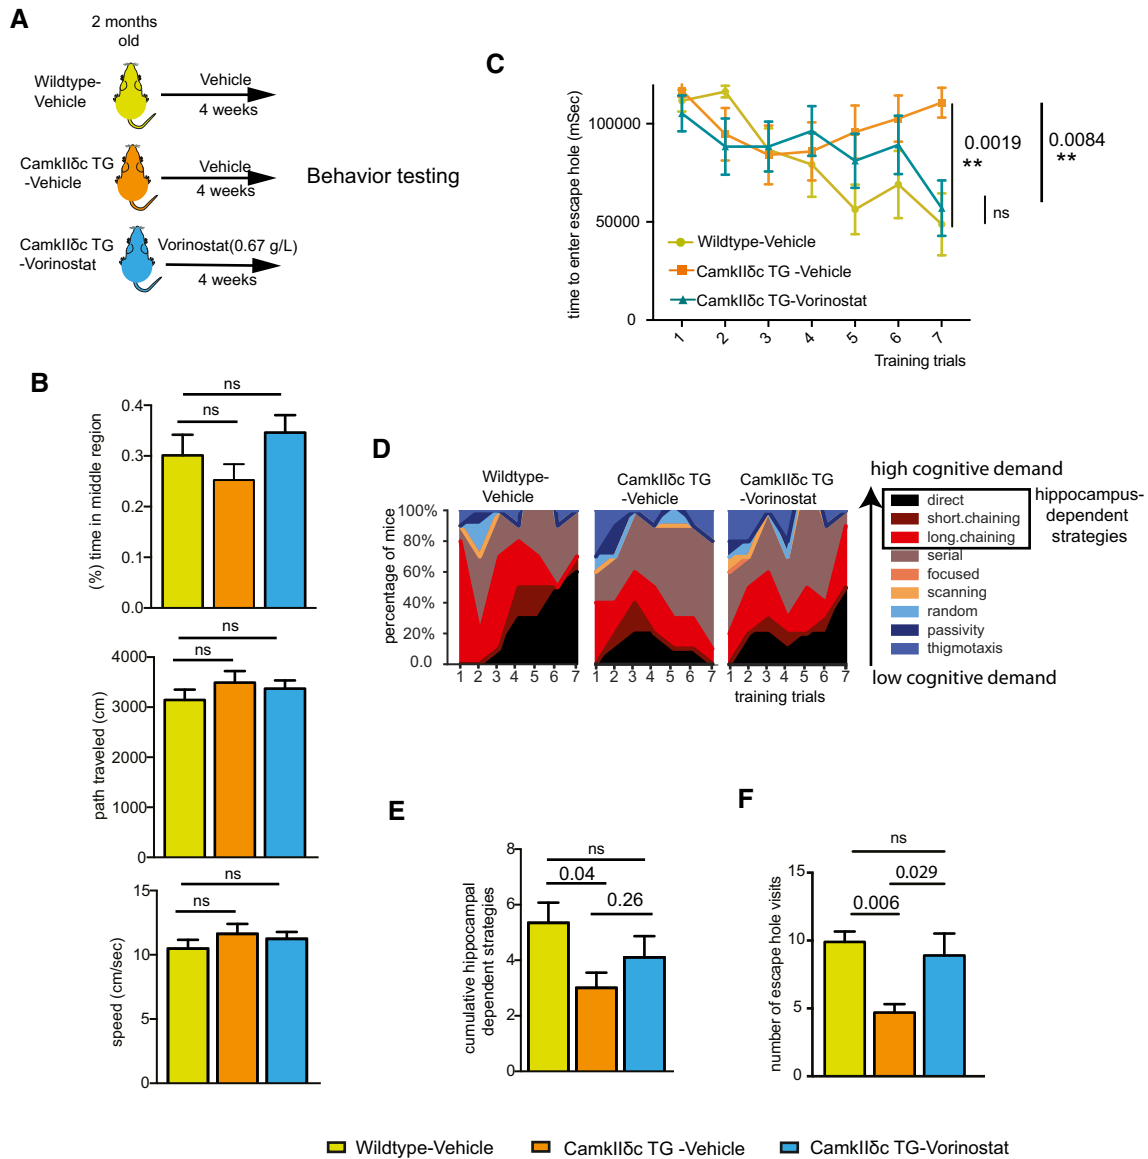 A
2 months
old
Wildtype-
Vehicle
Vehicle
4 weeks
CamkIIδc TG
-Vehicle
Vehicle
4 weeks
Behavior testing
CamkIIδc TG
-Vorinostat
Vorinostat(0.67 g/L)
4 weeks
B
(%) time in middle region
0.4
0.3
0.2
0.1
0.0
ns
ns
path traveled (cm)
4000
3000
2000
1000
0
ns
ns
speed (cm/sec)
15
10
5
0
ns
ns
C
time to enter escape hole (mSec)
100000
50000
0
Wildtype-Vehicle
CamkIIδc TG -Vehicle
CamkIIδc TG-Vorinostat
0.0019
**
0.0084
**
ns
1 2 3 4 5 6 7
Training trials
D
percentage of mice
100%
80%
60%
40%
20%
0.0
Wildtype-
Vehicle
CamkIIδc TG
-Vehicle
CamkIIδc TG
-Vorinostat
1 2 3 4 5 6 7
1 2 3 4 5 6 7
1 2 3 4 5 6 7
training trials
high cognitive demand
direct
short.chaining
long.chaining
serial
focused
scanning
random
passivity
thigmotaxis
low cognitive demand
hippocampus-
dependent
strategies
E
cumulative hippocampal
dependent strategies
8
6
4
2
0
ns
0.04
0.26
F
number of escape hole visits
15
10
5
0
ns
0.029
0.006
Wildtype-Vehicle
CamkIIδc TG -Vehicle
CamkIIδc TG-Vorinostat